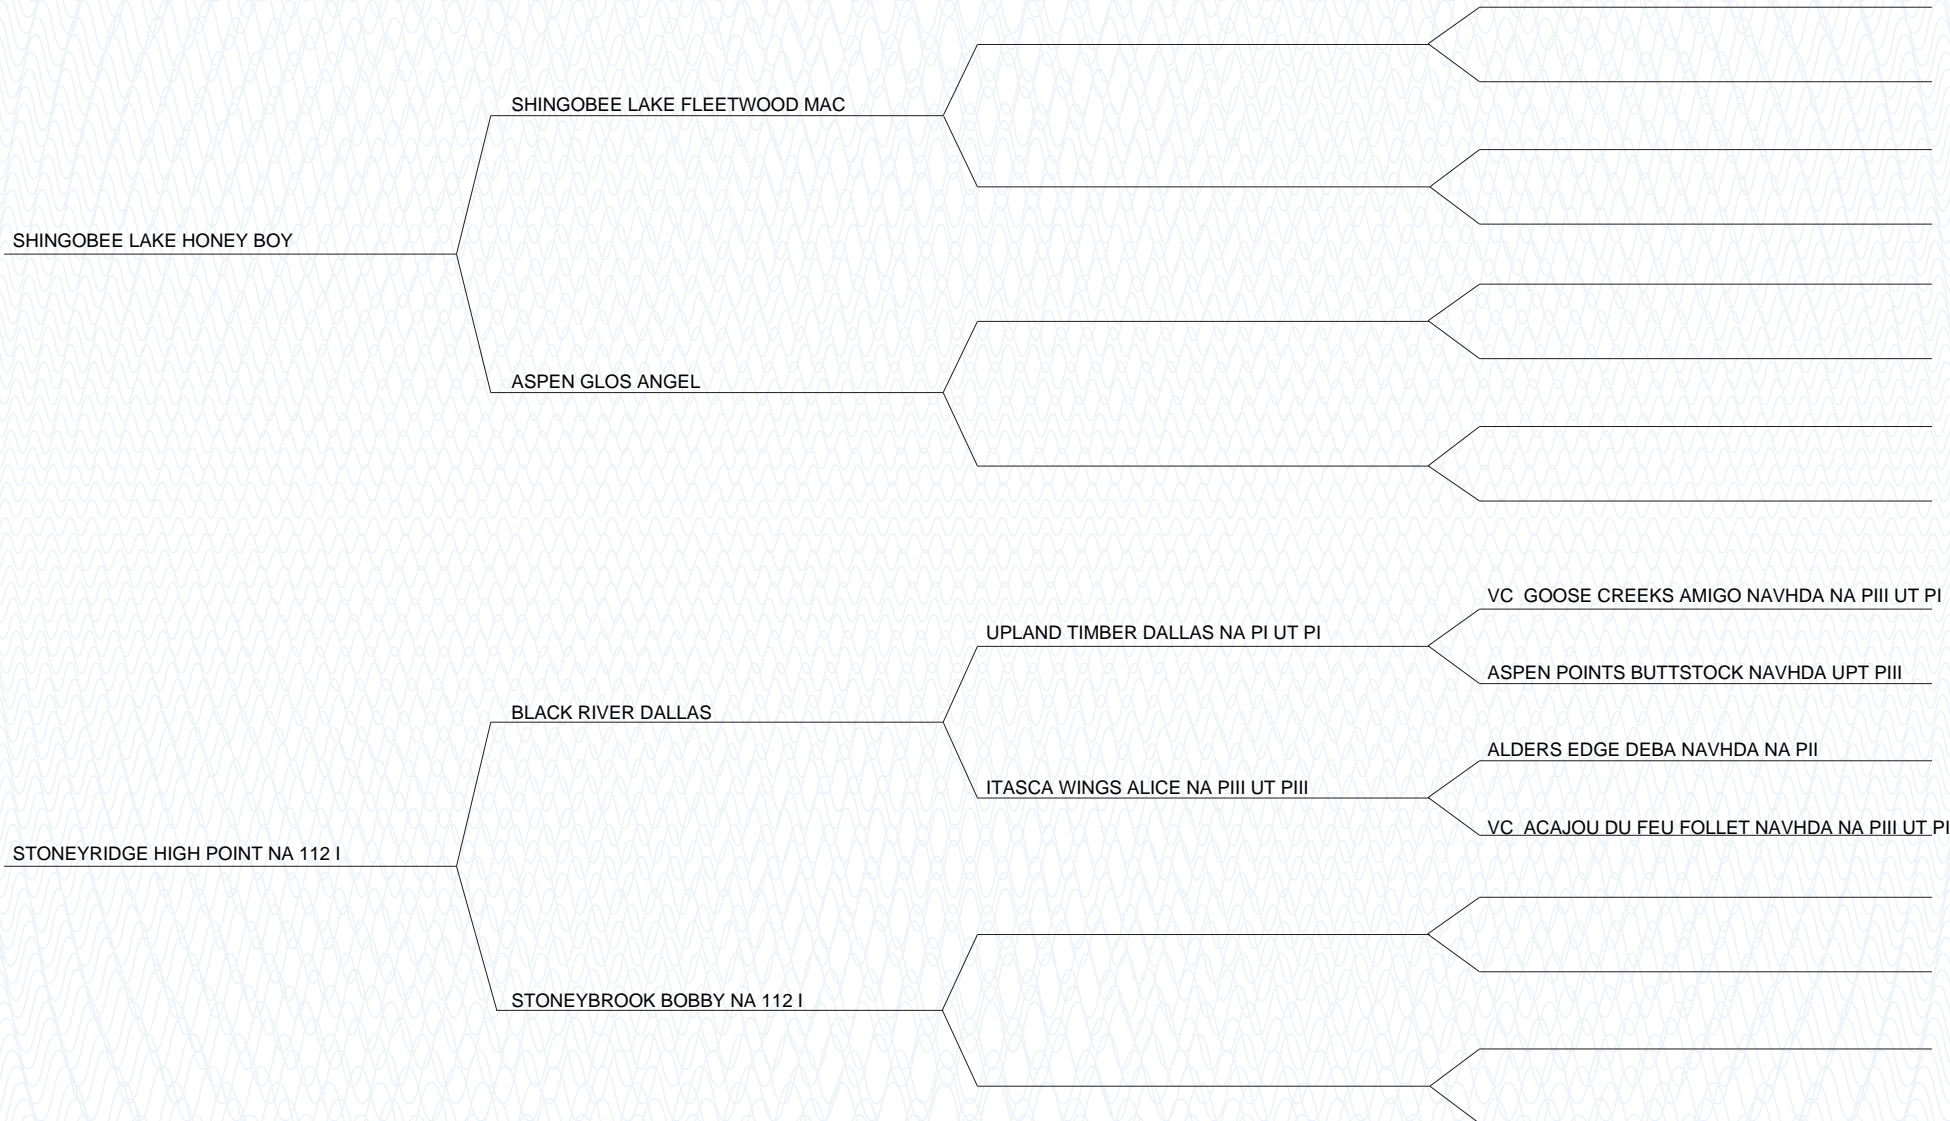 SHINGOBEE LAKE FLEETWOOD MAC
SHINGOBEE LAKE HONEY BOY
ASPEN GLOS ANGEL
VC  GOOSE CREEKS AMIGO NAVHDA NA PIII UT PI
UPLAND TIMBER DALLAS NA PI UT PI
ASPEN POINTS BUTTSTOCK NAVHDA UPT PIII
BLACK RIVER DALLAS
ALDERS EDGE DEBA NAVHDA NA PII
ITASCA WINGS ALICE NA PIII UT PIII
VC  ACAJOU DU FEU FOLLET NAVHDA NA PIII UT PI
STONEYRIDGE HIGH POINT NA 112 I
STONEYBROOK BOBBY NA 112 I